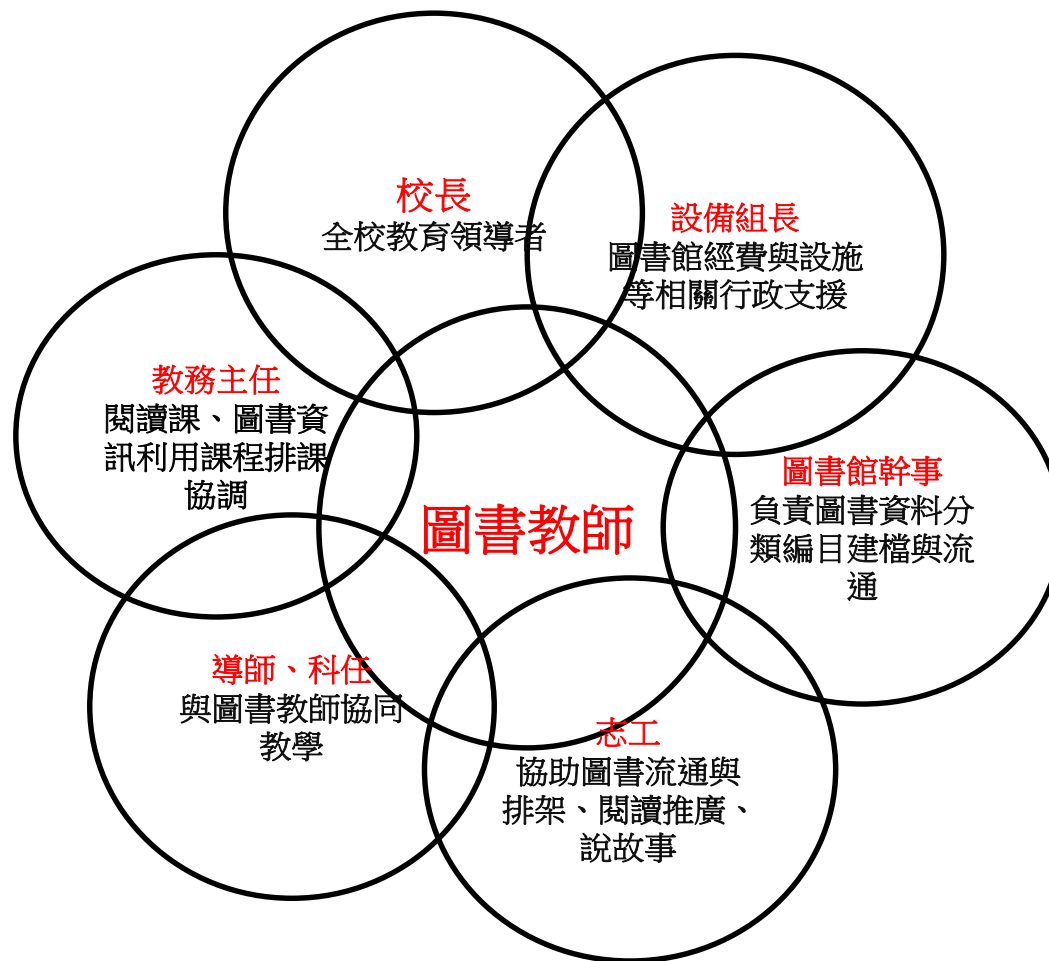 校長
全校教育領導者
設備組長
圖書館經費與設施
等相關行政支援
教務主任
閱讀課、圖書資
訊利用課程排課
協調
圖書館幹事
負責圖書資料分
類編目建檔與流
通
圖書教師
導師、科任
與圖書教師協同
教學
志工
協助圖書流通與
排架、閱讀推廣、
說故事